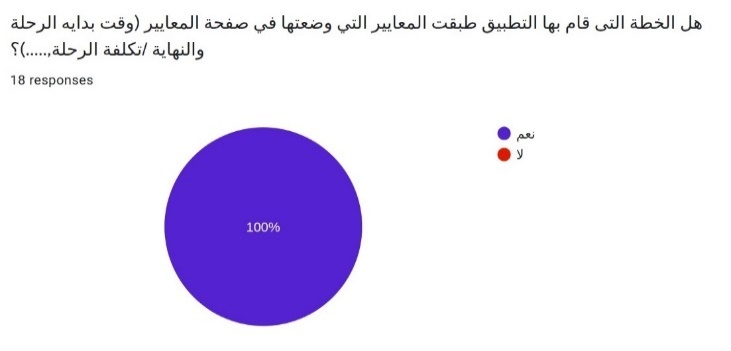 هل الخطة التى قام بها التطبيق طبقت المعايير التي وضعتها في صفحة المعايير (وقت بدايه الرحلة
والنهاية /تكلفة الرحلة,.....)؟
18 responses
نعم
لا
100%